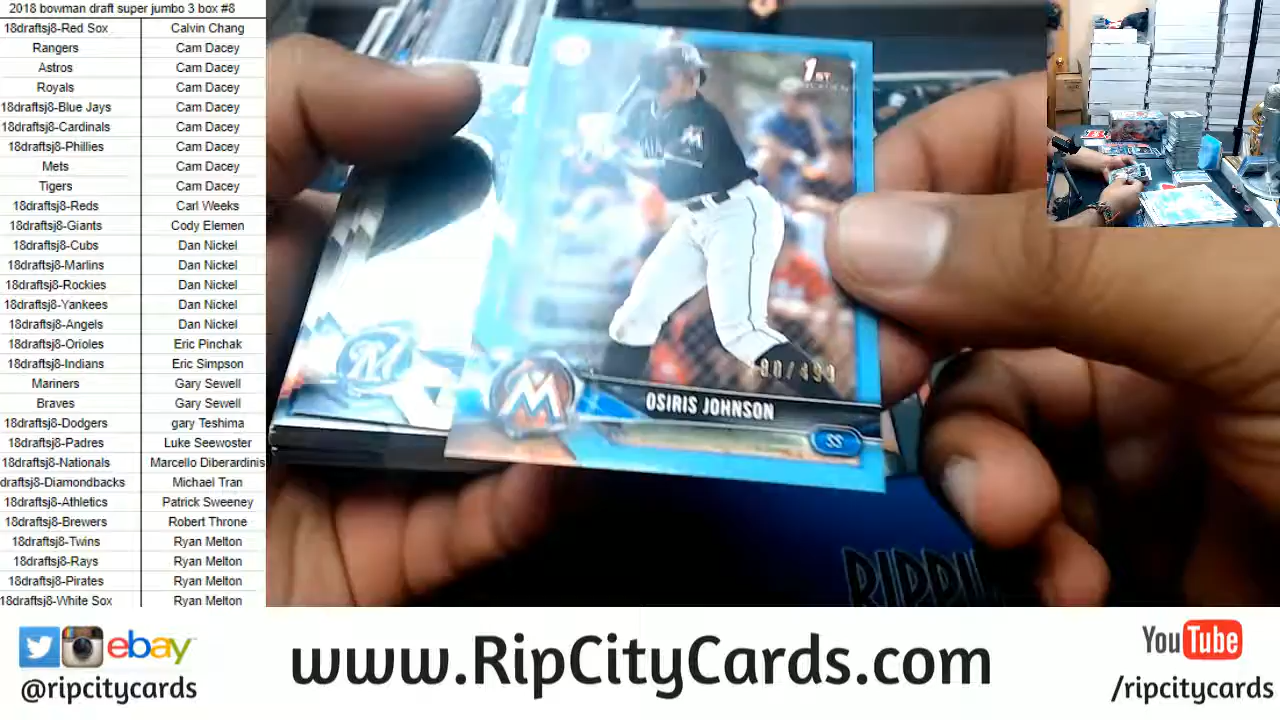 2018 bowman draft super jumbo 3 box #8
18draftsj8-Red Sox Calvin Chang
Rangers Cam Dacey
Astros Cam Dacey
Royals Cam Dacey
18draftsj8-Blue Jays Cam Dacey
18draftsj8-Cardinals Cam Dacey
18draftsj8-Phillies Cam Dacey
Mets Cam Dacey
Tigers Cam Dacey
18draftsj8-Reds Carl Weeks
18draftsj8-Giants Cody Elemen
18draftsj8-Cubs Dan Nickel
18draftsj8-Marlins Dan Nickel
18draftsj8-Rockies Dan Nickel
18draftsj8-Yankees Dan Nickel
18draftsj8-Angels Dan Nickel
18draftsj8-Orioles Eric Pinchak
18draftsj8-Indians Eric Simpson
Mariners Gary Sewell
Braves Gary Sewell
18draftsj8-Dodgers gary Teshima
18draftsj8-Padres Luke Seewoster
18draftsj8-Nationals Marcello Diberardinis
draftsj8-Diamondbacks Michael Tran
18draftsj8-Athletics Patrick Sweeney
18draftsj8-Brewers Robert Throne
18draftsj8-Twins Ryan Melton
18draftsj8-Rays Ryan Melton
18draftsj8-Pirates Ryan Melton
18draftsj8-White Sox Ryan Melton
1ST
OSIRIS JOHNSON
SS
RIPPI
ebay
@ripcitycards
www.RipCityCards.com
YouTube
/ripcitycards